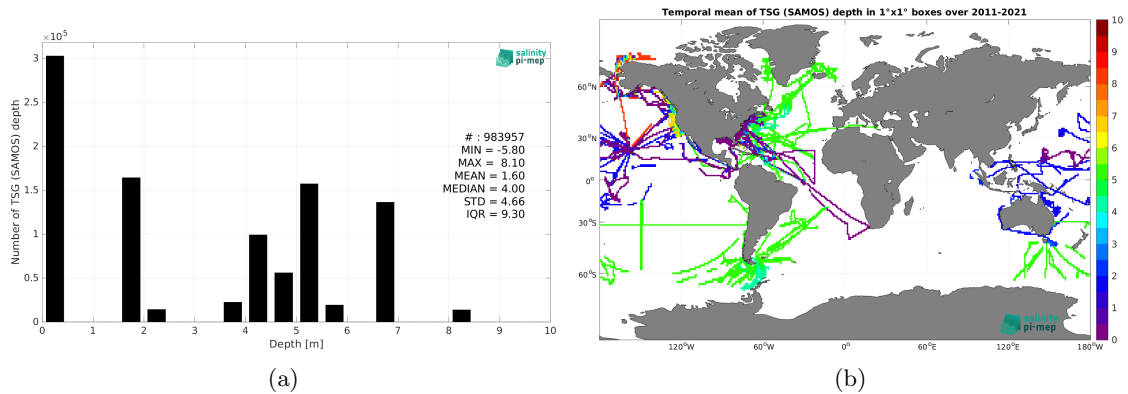 ×10⁵
3
2.5
2
1.5
1
0.5
0
0
1
2
3
4
5
6
7
8
9
10
Number of TSG (SAMOS) depth
Depth [m]
salinity
pi-mep
# : 983957
MIN = -5.80
MAX = 8.10
MEAN = 1.60
MEDIAN = 4.00
STD = 4.66
IQR = 9.30
(a)
Temporal mean of TSG (SAMOS) depth in 1°x1° boxes over 2011-2021
60°N
30°N
0°
30°S
60°S
120°W
60°W
0°
60°E
120°E
180°W
salinity
pi-mep
10
9
8
7
6
5
4
3
2
1
0
(b)